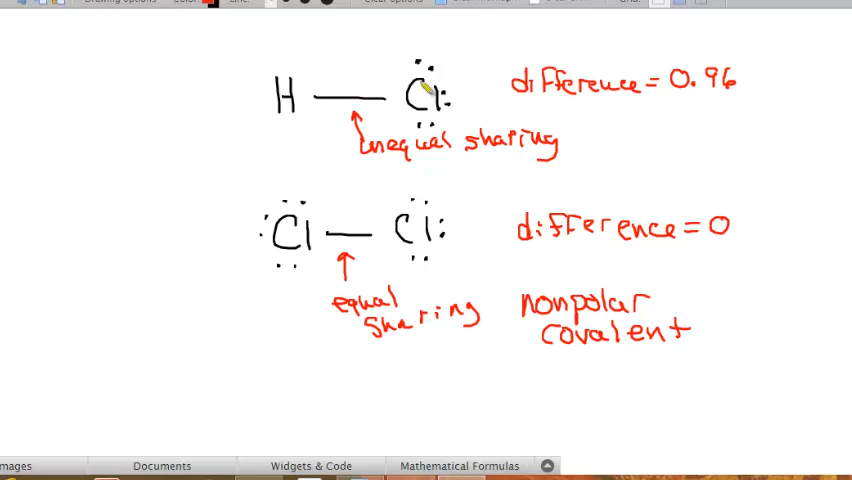 H — Cl difference = 0.96
unequal sharing
Cl — Cl difference = 0
equal
sharing
nonpolar
covalent
mages Documents Widgets & Code Mathematical Formulas